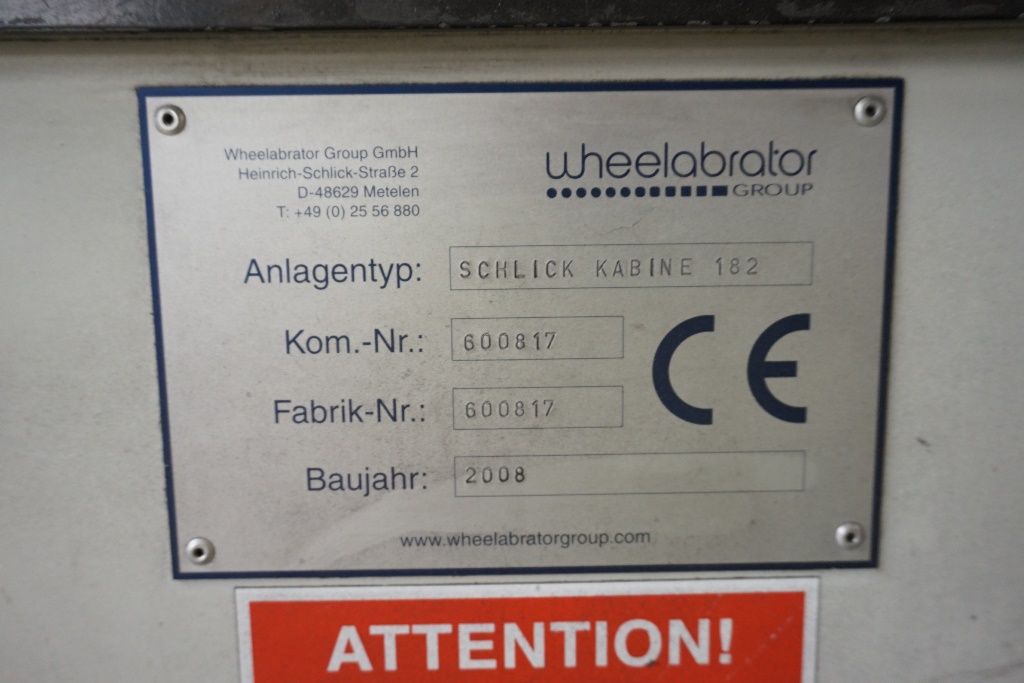 Wheelabrator Group GmbH
Heinrich-Schlick-Straße 2
D-48629 Metelen
T: +49 (0) 25 56 880
wheelabrator
GROUP
Anlagentyp: SCHLICK KABINE 182
Kom.-Nr.: 600817
CE
Fabrik-Nr.: 600817
Baujahr: 2008
www.wheelabratorgroup.com
ATTENTION!